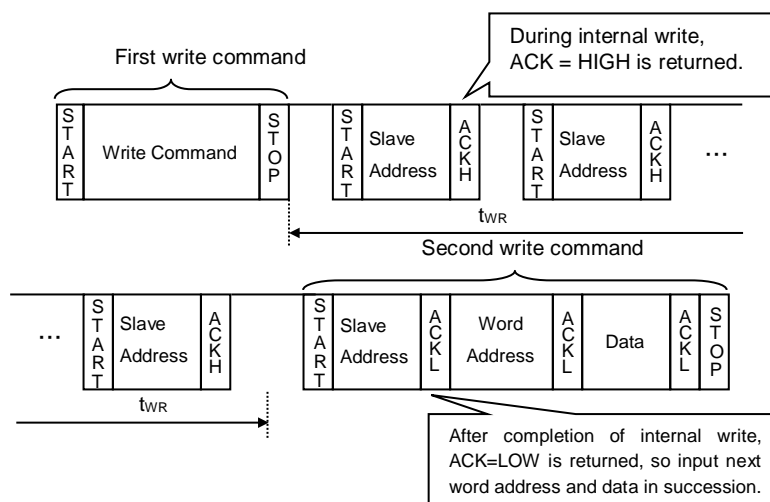 First write command
During internal write,
ACK = HIGH is returned.
START
Write Command
STOP
START
Slave
Address
ACKH
START
Slave
Address
ACKH
...
tWR
Second write command
...
START
Slave
Address
ACKH
START
Slave
Address
ACKL
Word
Address
ACKL
Data
ACKL
STOP
tWR
After completion of internal write,
ACK=LOW is returned, so input next
word address and data in succession.